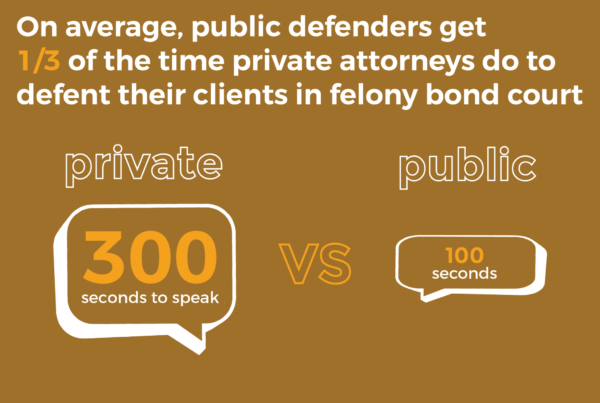 On average, public defenders get
1/3 of the time private attorneys do to
defent their clients in felony bond court
private
public
300
seconds to speak
VS
100
seconds